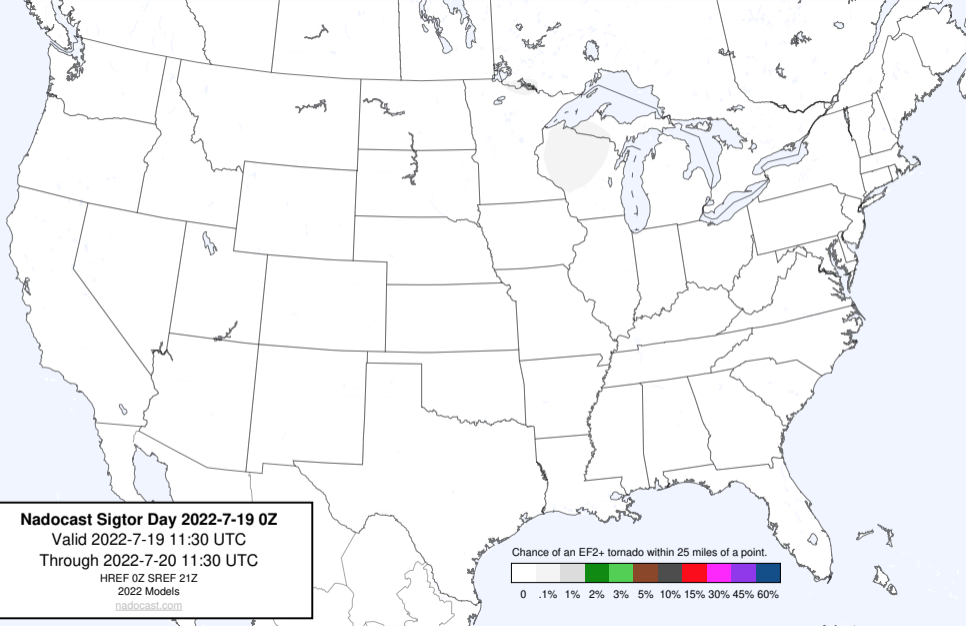 Nadocast Sigtor Day 2022-7-19 0Z
Valid 2022-7-19 11:30 UTC
Through 2022-7-20 11:30 UTC
HREF 0Z SREF 21Z
2022 Models
nadocast.com
Chance of an EF2+ tornado within 25 miles of a point.
0 .1% 1% 2% 3% 5% 10% 15% 30% 45% 60%